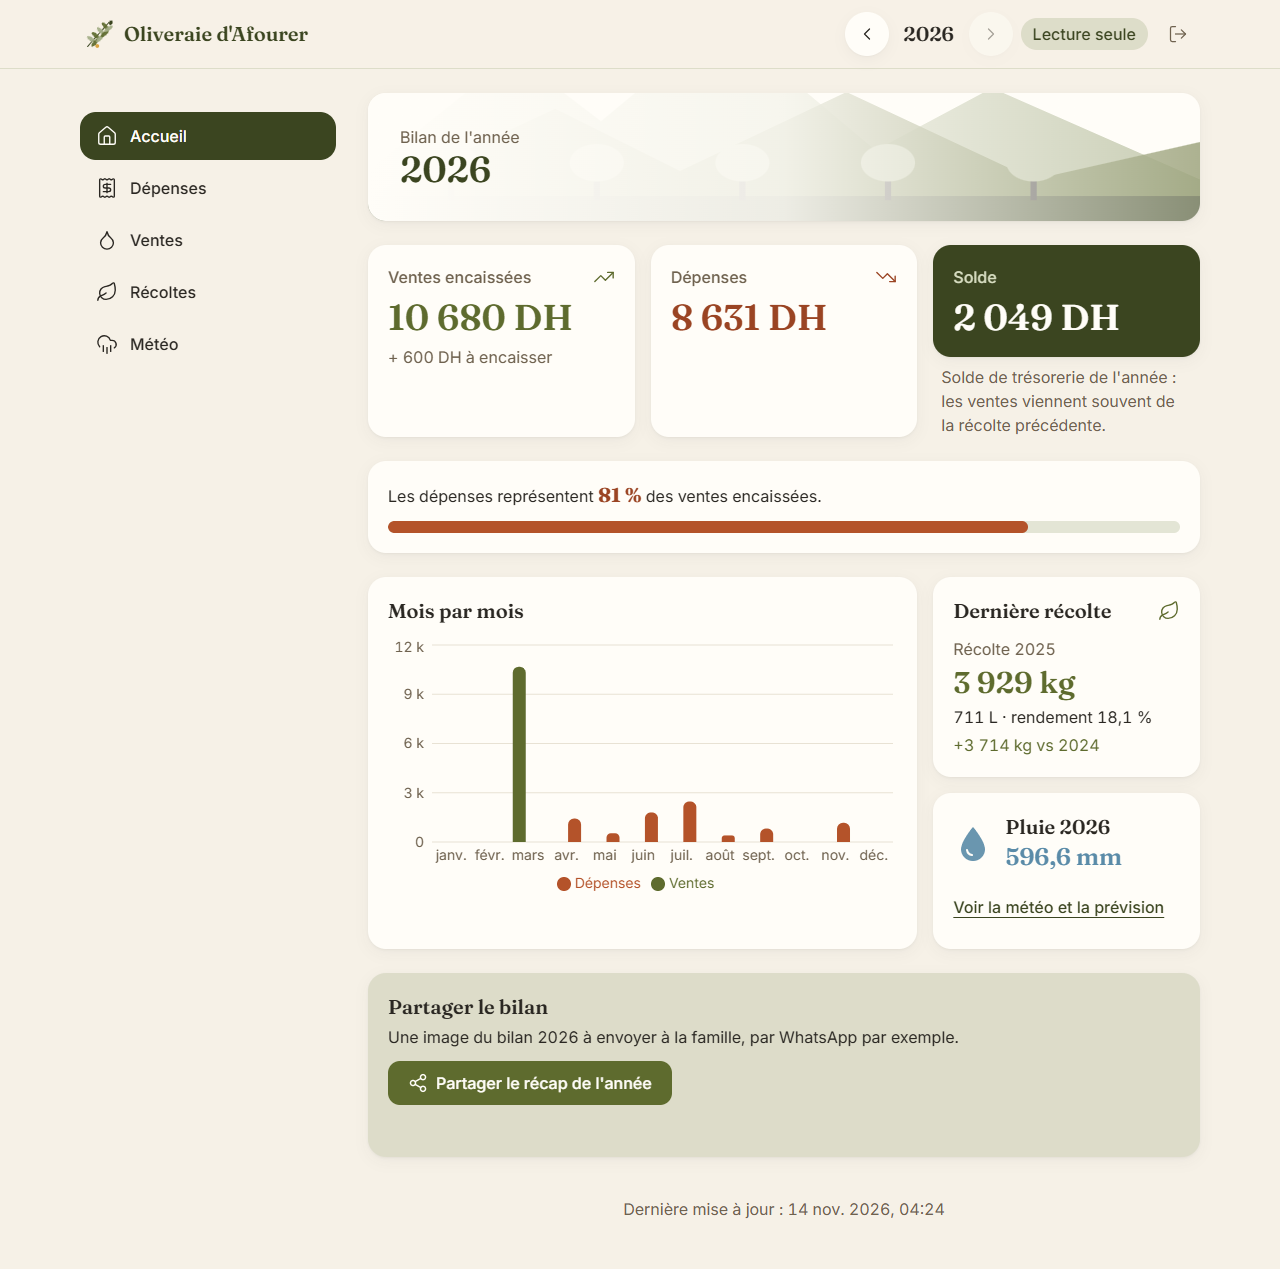 Oliveraie d'Afourer
2026
Lecture seule
Accueil
Dépenses
Ventes
Récoltes
Météo
Bilan de l'année
2026
Ventes encaissées
10 680 DH
+ 600 DH à encaisser
Dépenses
8 631 DH
Solde
2 049 DH
Solde de trésorerie de l'année :
les ventes viennent souvent de
la récolte précédente.
Les dépenses représentent 81 % des ventes encaissées.
Mois par mois
12 k
9 k
6 k
3 k
0
janv. févr. mars avr. mai juin juil. août sept. oct. nov. déc.
Dépenses Ventes
Dernière récolte
Récolte 2025
3 929 kg
711 L · rendement 18,1 %
+3 714 kg vs 2024
Pluie 2026
596,6 mm
Voir la météo et la prévision
Partager le bilan
Une image du bilan 2026 à envoyer à la famille, par WhatsApp par exemple.
Partager le récap de l'année
Dernière mise à jour : 14 nov. 2026, 04:24